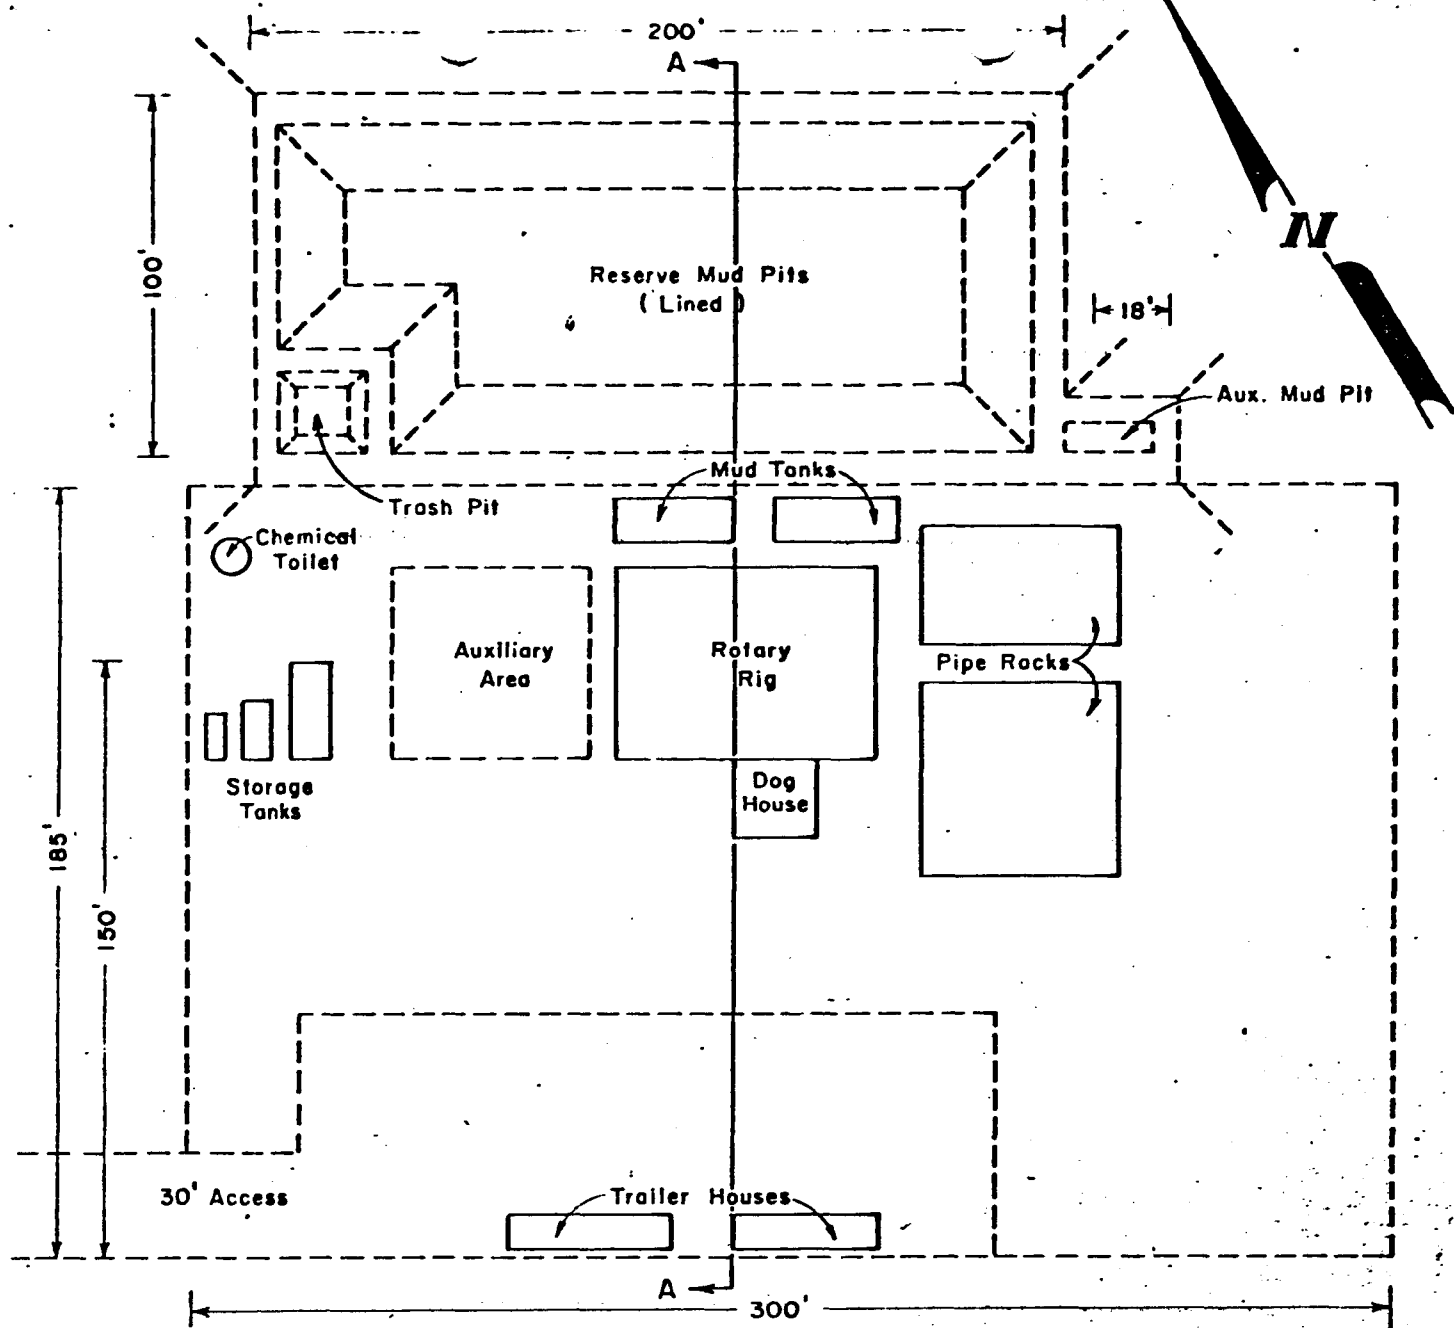 200'
A
100'
Reserve Mud Pits
( Lined )
N
18'
Aux. Mud Pit
Mud Tanks
Trash Pit
Chemical
Toilet
Auxiliary
Area
Rotary
Rig
Pipe Racks
Storage
Tanks
Dog
House
185'
150'
30' Access
Trailer Houses
A
300'